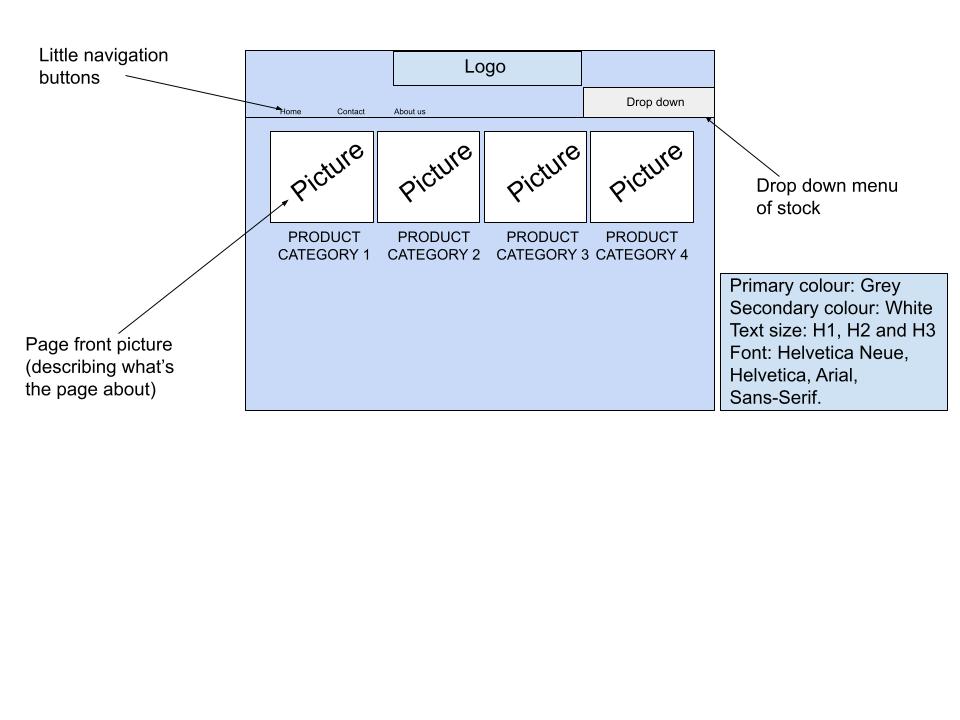 Little navigation
buttons
Logo
Drop down
Home
Contact
About us
Picture
Picture
Picture
Picture
Drop down menu
of stock
PRODUCT
CATEGORY 1
PRODUCT
CATEGORY 2
PRODUCT
CATEGORY 3
PRODUCT
CATEGORY 4
Page front picture
(describing what’s
the page about)
Primary colour: Grey
Secondary colour: White
Text size: H1, H2 and H3
Font: Helvetica Neue,
Helvetica, Arial,
Sans-Serif.